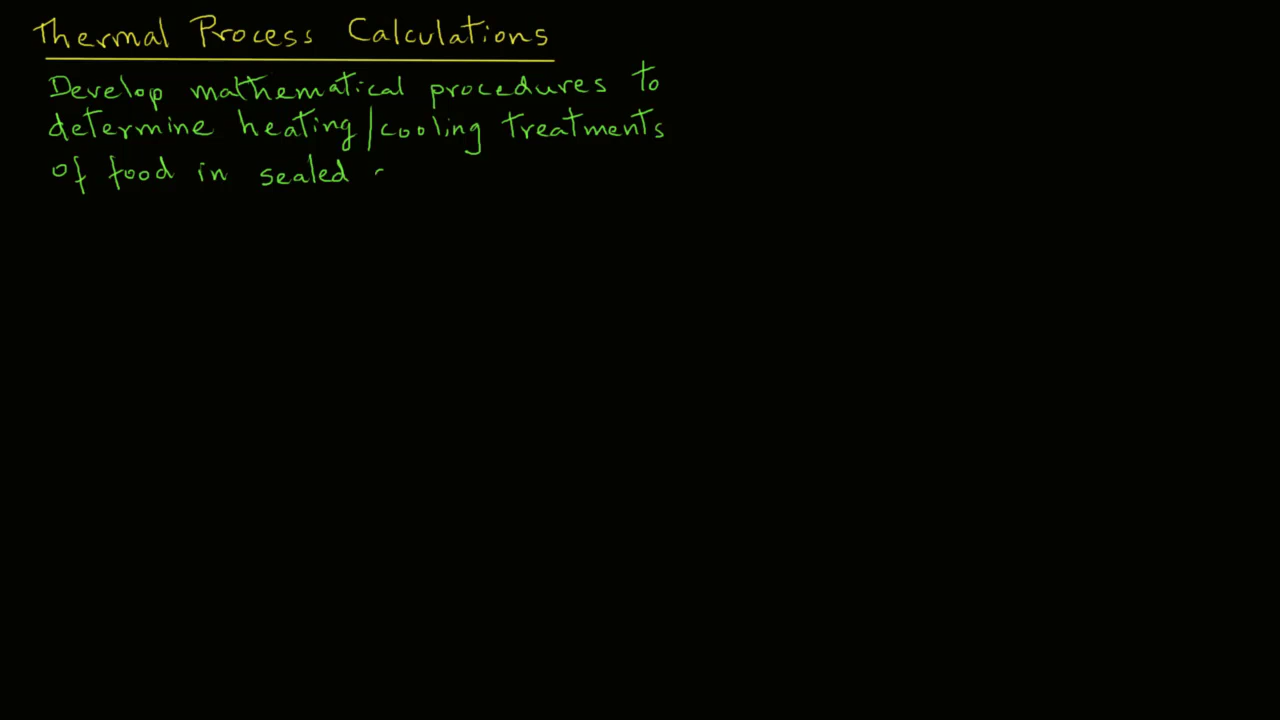 Thermal Process Calculations
Develop mathematical procedures to
determine heating/cooling treatments
of food in sealed